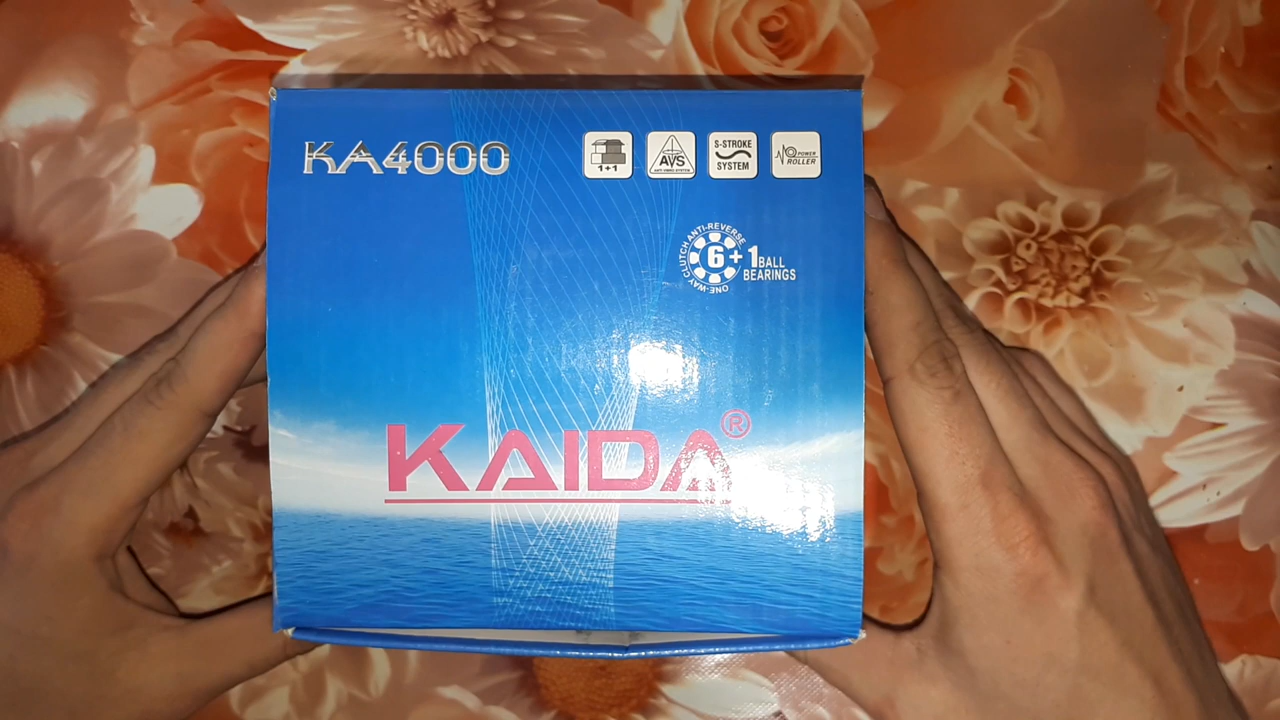 KA4000
1+1
AVS
ANTI-VIBRO SYSTEM
S-STROKE
SYSTEM
POWER
ROLLER
ONE-WAY CLUTCH ANTI-REVERSE
6+1 BALL
BEARINGS
KAIDA®